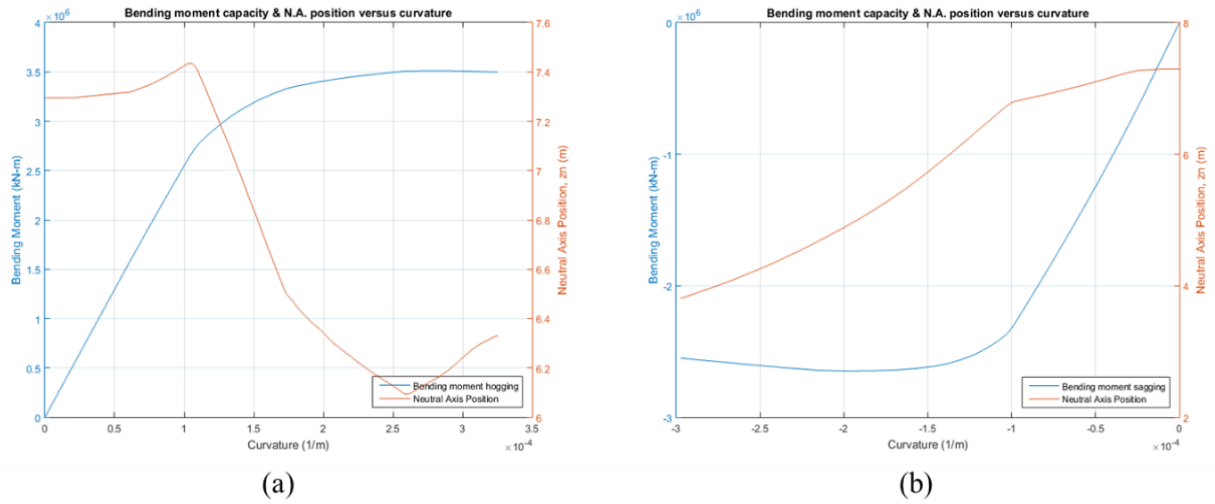 Bending moment capacity & N.A. position versus curvature
×10^6
4
3.5
3
2.5
2
1.5
1
0.5
0
Bending Moment (kN-m)
7.6
7.4
7.2
7
6.8
6.6
6.4
6.2
6
Neutral Axis Position, zn (m)
Bending moment hogging
Neutral Axis Position
0 0.5 1 1.5 2 2.5 3 3.5
Curvature (1/m)
×10^-4
(a)
Bending moment capacity & N.A. position versus curvature
×10^6
0
-1
-2
-3
Bending Moment (kN-m)
8
6
4
2
Neutral Axis Position, zn (m)
Bending moment sagging
Neutral Axis Position
-3 -2.5 -2 -1.5 -1 -0.5 0
Curvature (1/m)
×10^-4
(b)